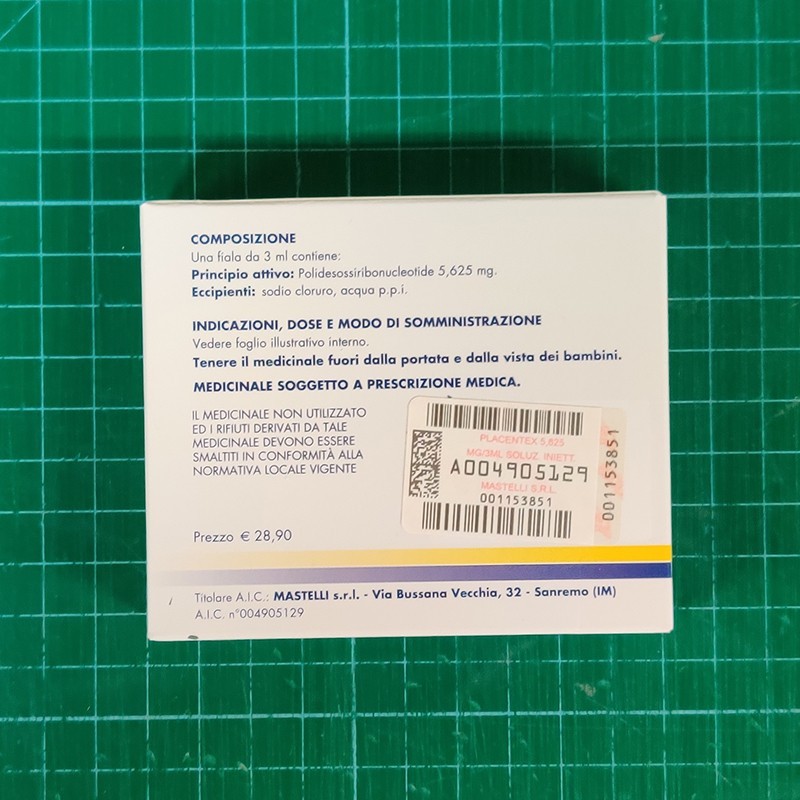 COMPOSIZIONE
Una fiala da 3 ml contiene:
Principio attivo: Polidesossiribonucleotide 5,625 mg.
Eccipienti: sodio cloruro, acqua p.p.i.
INDICAZIONI, DOSE E MODO DI SOMMINISTRAZIONE
Vedere foglio illustrativo interno.
Tenere il medicinale fuori dalla portata e dalla vista dei bambini.
MEDICINALE SOGGETTO A PRESCRIZIONE MEDICA.
IL MEDICINALE NON UTILIZZATO
ED I RIFIUTI DERIVATI DA TALE
MEDICINALE DEVONO ESSERE
SMALTITI IN CONFORMITÀ ALLA
NORMATIVA LOCALE VIGENTE
PLACENTEX 5,625
MG/3ML SOLUZ. INIETT.
A004905129
MASTELLI S.R.L.
001153851
001153851
Prezzo € 28,90
Titolare A.I.C.: MASTELLI s.r.l. - Via Bussana Vecchia, 32 - Sanremo (IM)
A.I.C. n°004905129